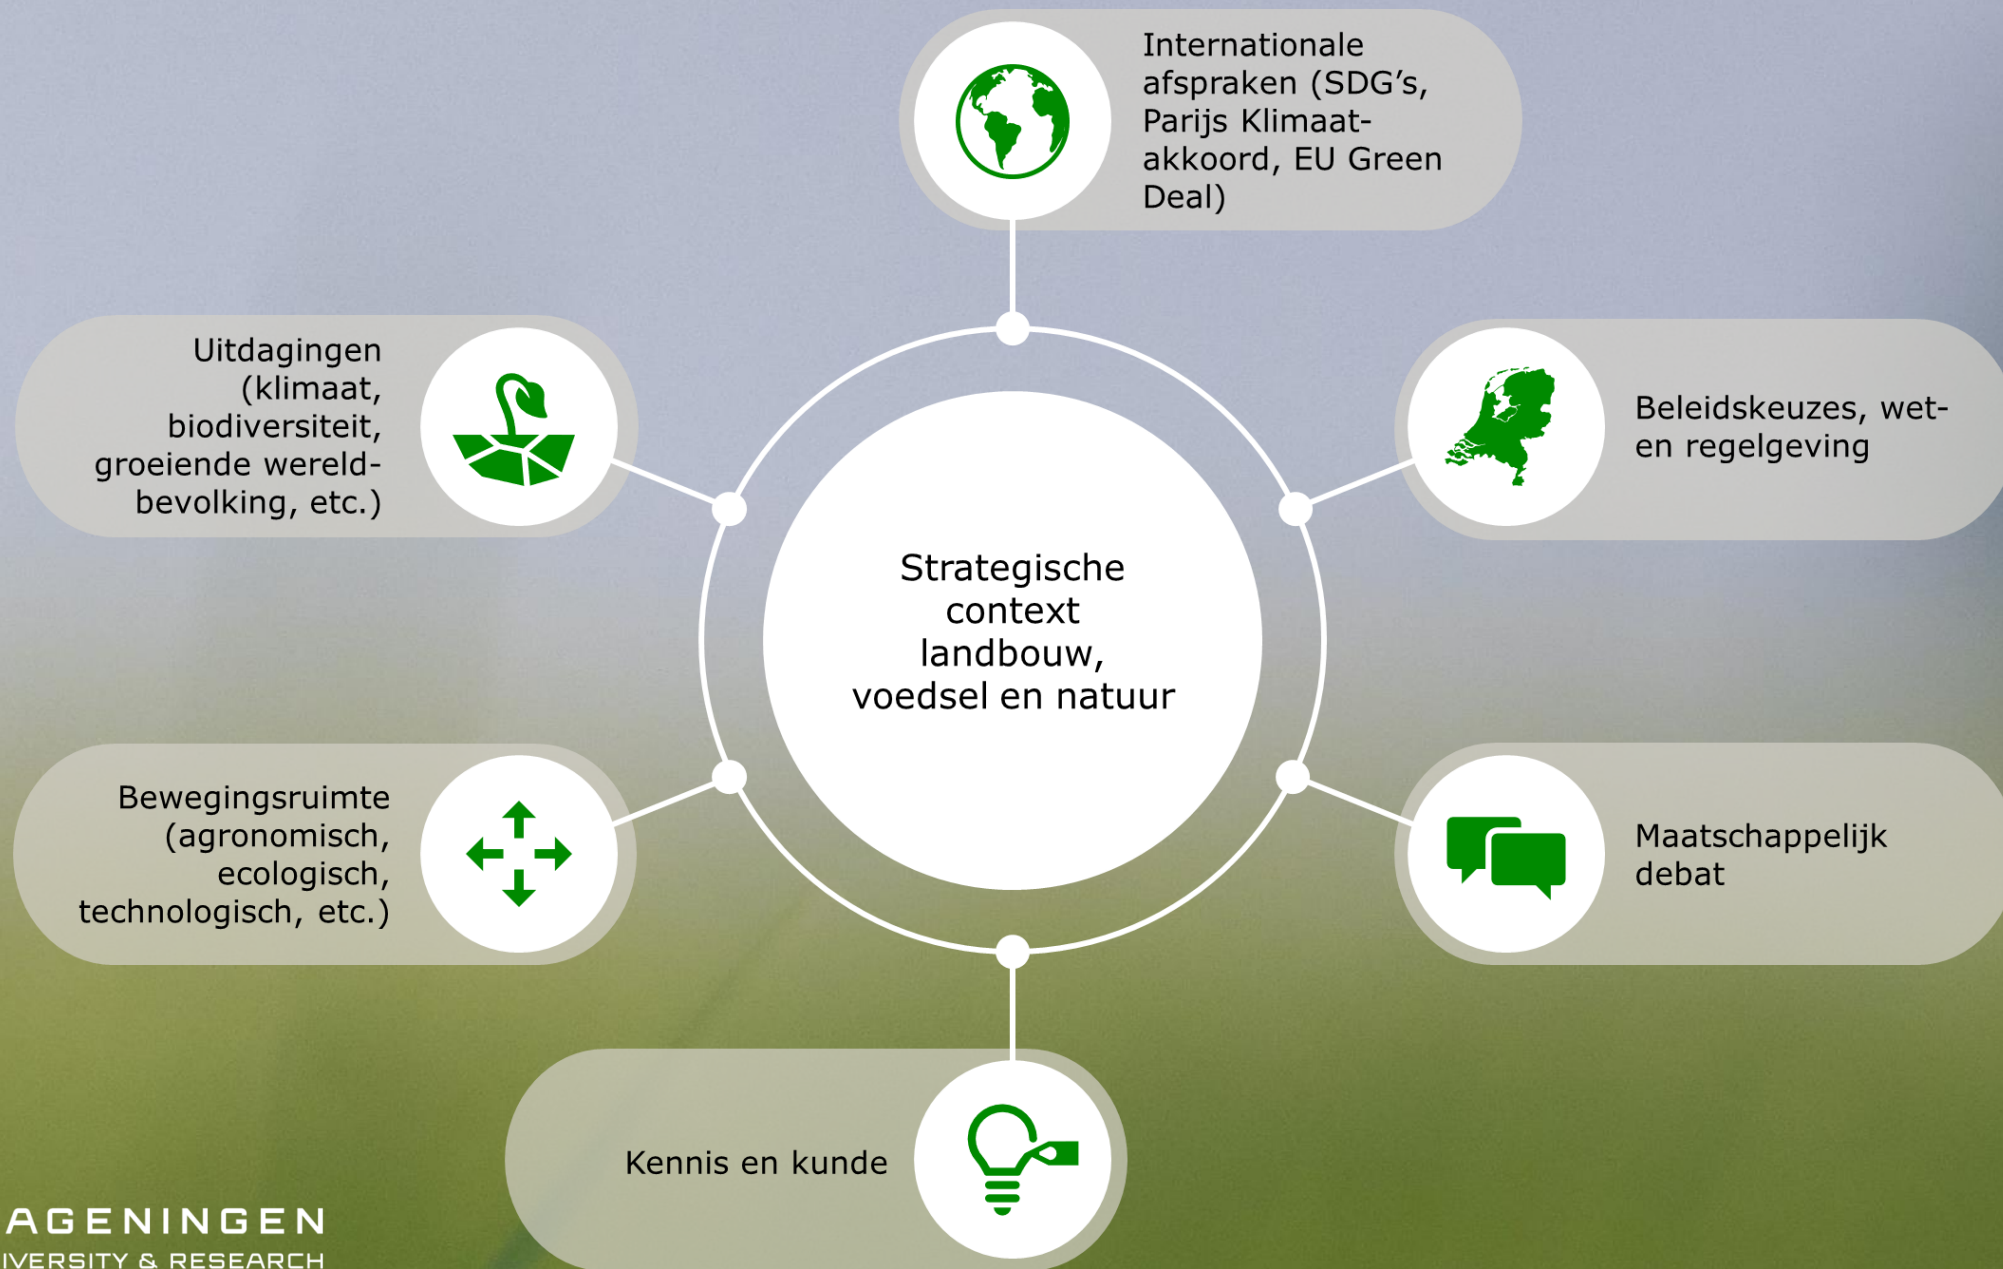 Internationale
afspraken (SDG's,
Parijs Klimaat-
akkoord, EU Green
Deal)
Uitdagingen
(klimaat,
biodiversiteit,
groeiende wereld-
bevolking, etc.)
Beleidskeuzes, wet-
en regelgeving
Strategische
context
landbouw,
voedsel en natuur
Bewegingsruimte
(agronomisch,
ecologisch,
technologisch, etc.)
Maatschappelijk
debat
Kennis en kunde
AGENINGEN
IVERSITY & RESEARCH